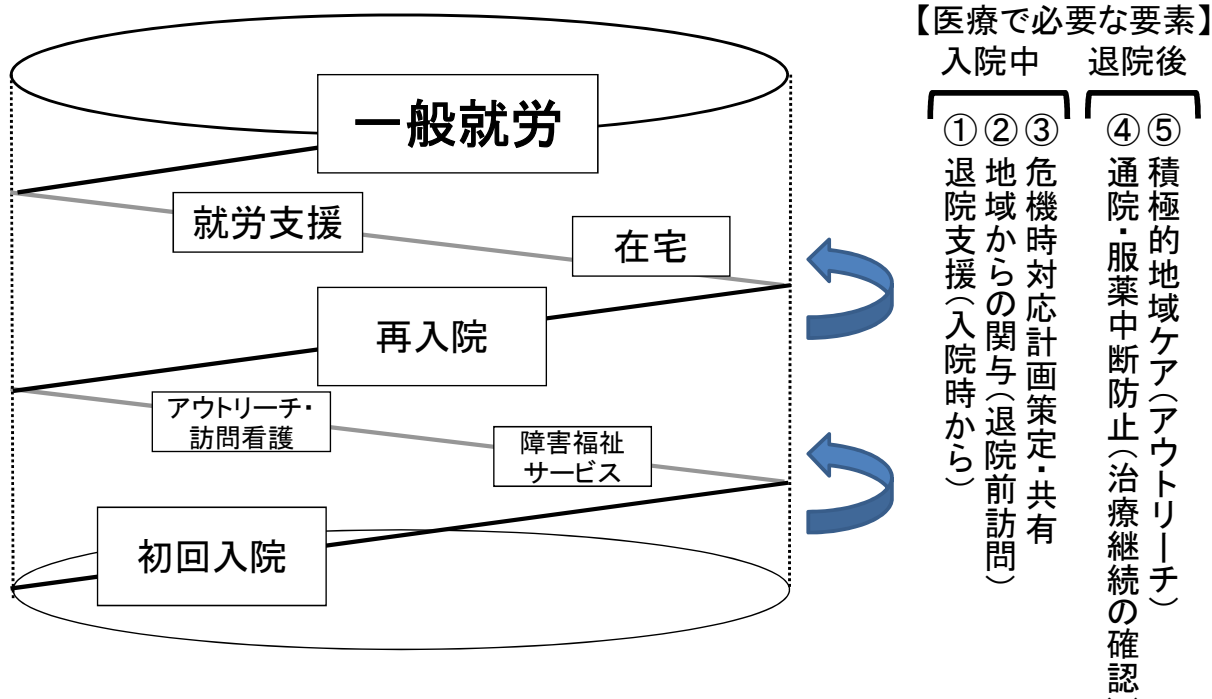 一般就労
就労支援
在宅
再入院
アウトリーチ・
訪問看護
障害福祉
サービス
初回入院
【医療で必要な要素】
入院中
退院後
①退院支援(入院時から)
②地域からの関与(退院前訪問)
③危機時対応計画策定・共有
④通院・服薬中断防止(治療継続の確認
⑤積極的地域ケア(アウトリーチ)